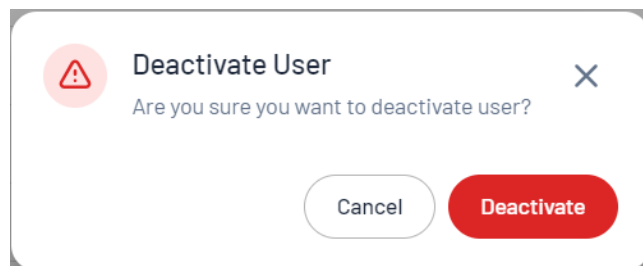 Deactivate User
Are you sure you want to deactivate user?
Cancel
Deactivate